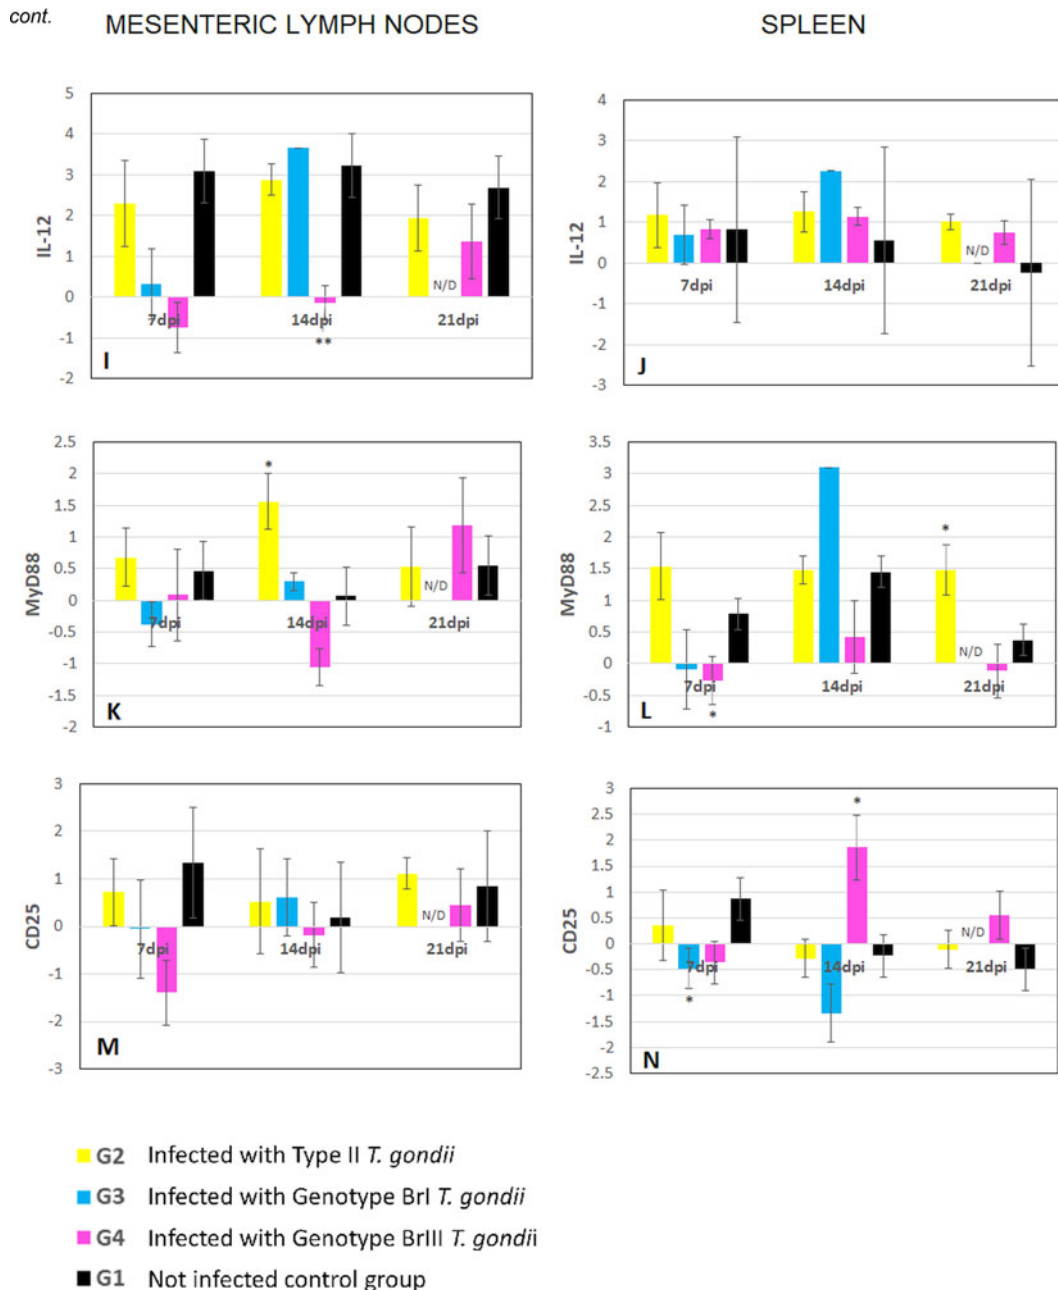 cont.
MESENTERIC LYMPH NODES
SPLEEN
5
4
3
2
1
0
-1
-2
IL-12
7dpi
14dpi
21dpi
N/D
**
I
4
3
2
1
0
-1
-2
-3
IL-12
7dpi
14dpi
21dpi
N/D
J
2.5
2
1.5
1
0.5
0
-0.5
-1
-1.5
-2
MyD88
*
7dpi
14dpi
21dpi
N/D
K
3.5
3
2.5
2
1.5
1
0.5
0
-0.5
-1
MyD88
*
N/D
7dpi
14dpi
21dpi
*
L
3
2
1
0
-1
-2
-3
CD25
N/D
7dpi
14dpi
21dpi
M
3
2.5
2
1.5
1
0.5
0
-0.5
-1
-1.5
-2
-2.5
CD25
*
N/D
7dpi
14dpi
21dpi
*
N
G2 Infected with Type II T. gondii
G3 Infected with Genotype BrI T. gondii
G4 Infected with Genotype BrIII T. gondii
G1 Not infected control group